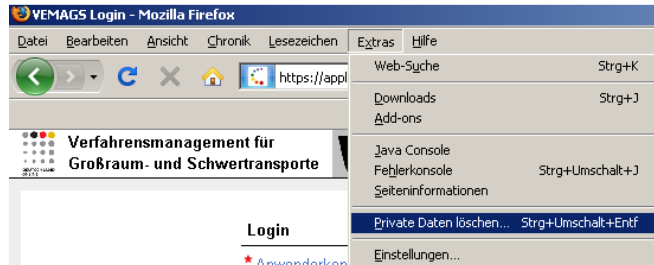 VEMAGS Login - Mozilla Firefox
Datei Bearbeiten Ansicht Chronik Lesezeichen Extras Hilfe
https://appl
Web-Suche Strg+K
Downloads Strg+J
Add-ons
Java Console
Fehlerkonsole Strg+Umschalt+J
Seiteninformationen
Private Daten löschen... Strg+Umschalt+Entf
Einstellungen...
Verfahrensmanagement für
Großraum- und Schwertransporte
Login
* Anwenderken